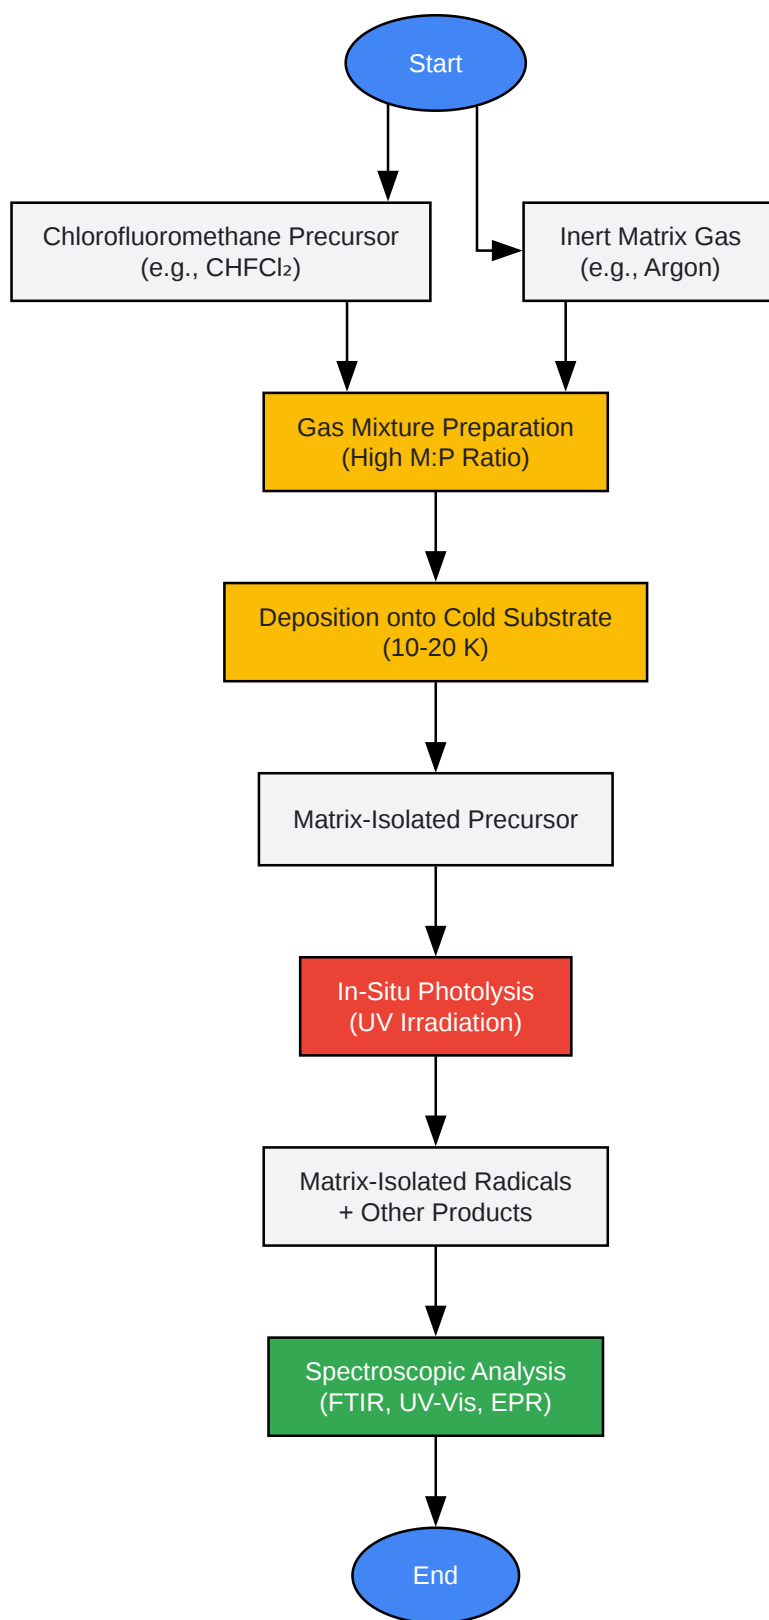 Start
Chlorofluoromethane Precursor
(e.g., CHFCl₂)
Inert Matrix Gas
(e.g., Argon)
Gas Mixture Preparation
(High M:P Ratio)
Deposition onto Cold Substrate
(10-20 K)
Matrix-Isolated Precursor
In-Situ Photolysis
(UV Irradiation)
Matrix-Isolated Radicals
+ Other Products
Spectroscopic Analysis
(FTIR, UV-Vis, EPR)
End